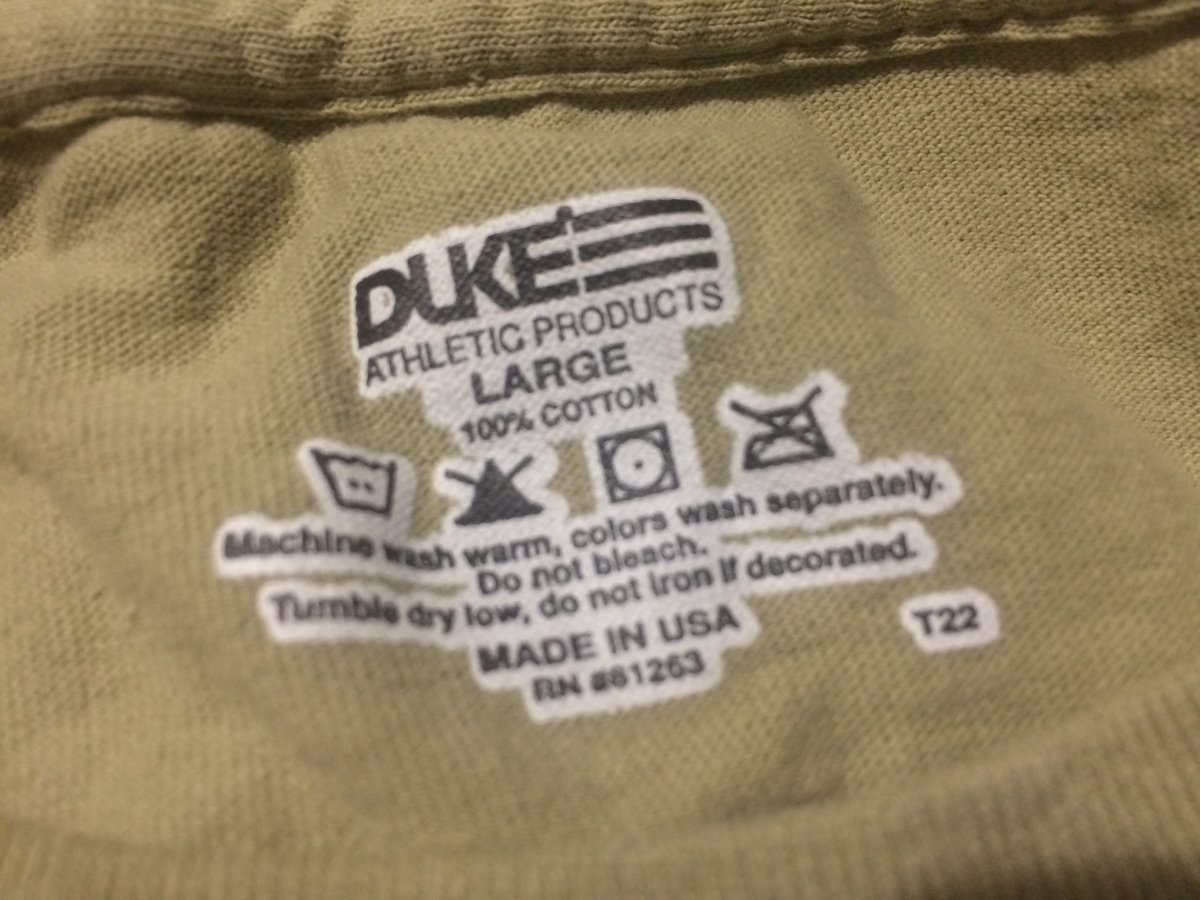 DUKE
ATHLETIC PRODUCTS
LARGE
100% COTTON
Machine wash warm, colors wash separately.
Do not bleach.
Tumble dry low, do not iron if decorated.
MADE IN USA
RN #61263
T22